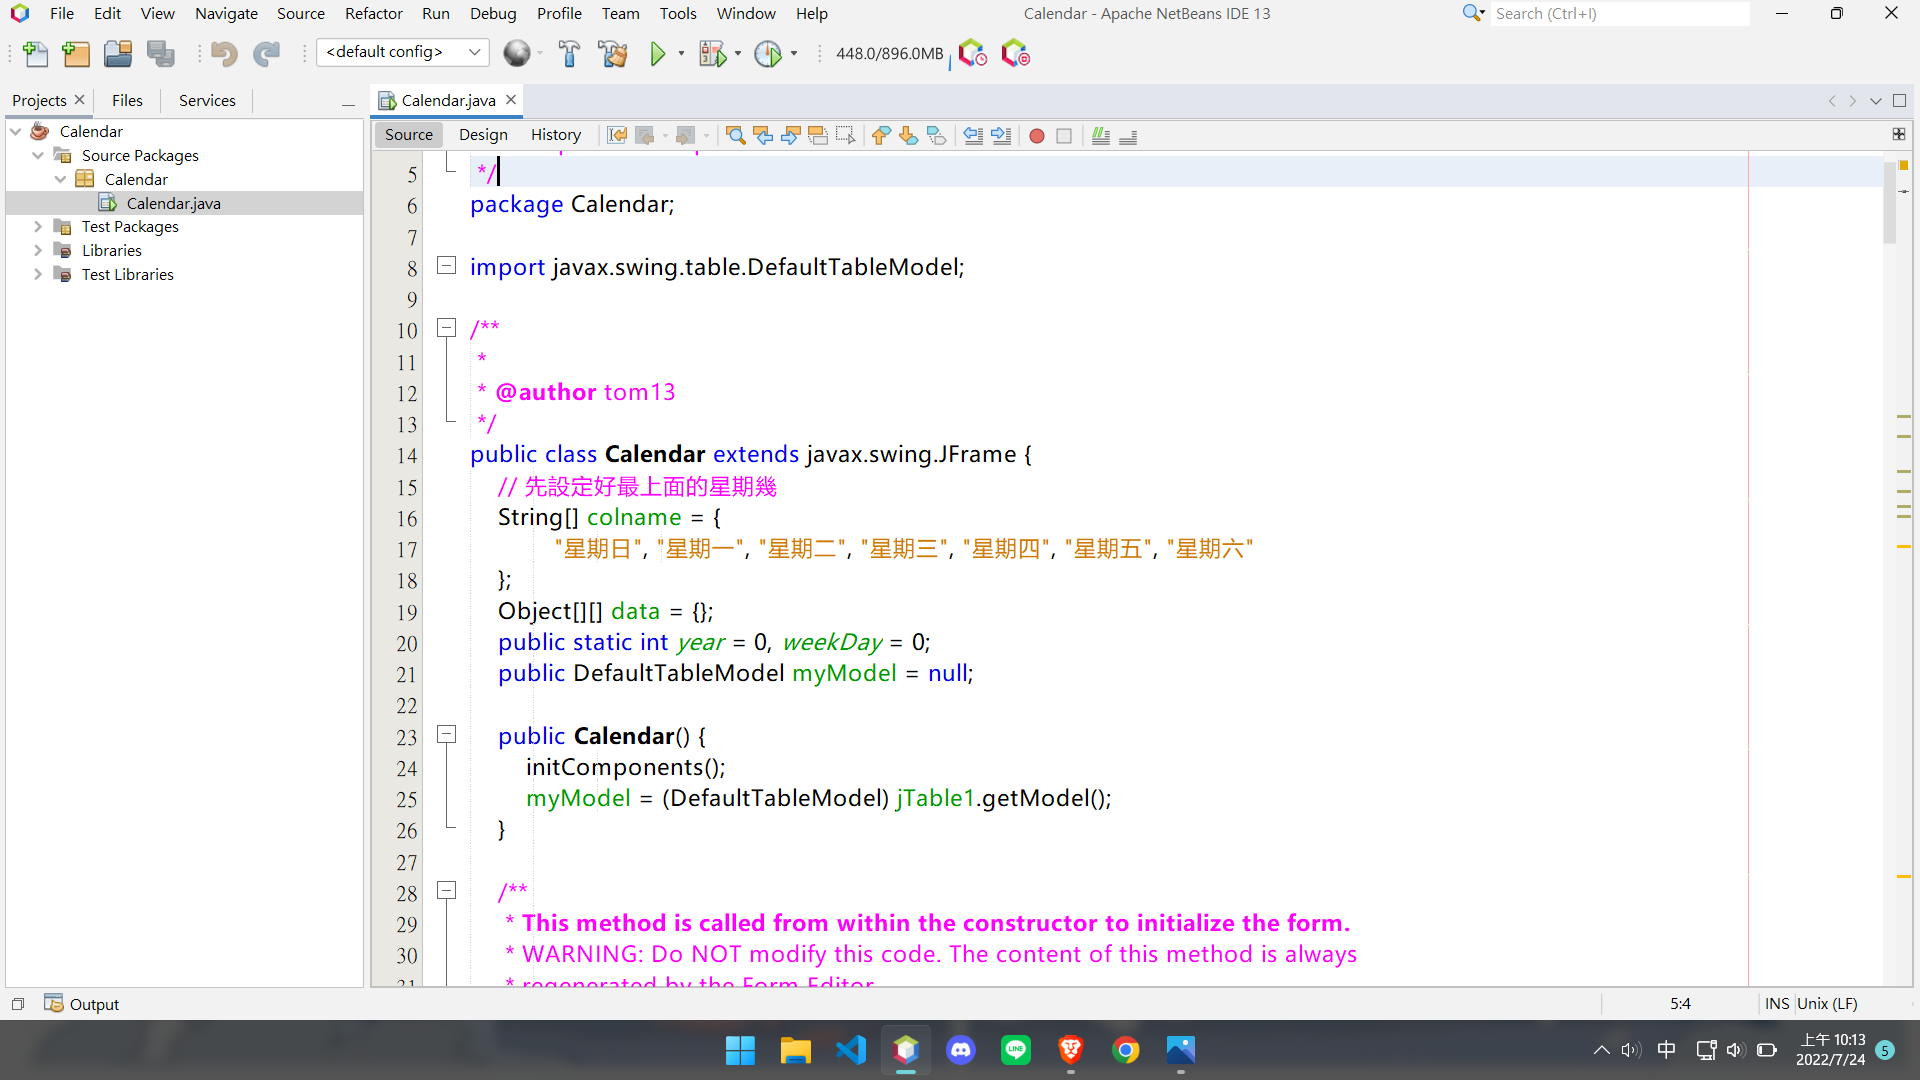 File Edit View Navigate Source Refactor Run Debug Profile Team Tools Window Help
Calendar - Apache NetBeans IDE 13
Search (Ctrl+I)
<default config>
448.0/896.0MB
Projects Files Services
Calendar.java
Calendar
Source Packages
Calendar
Calendar.java
Test Packages
Libraries
Test Libraries
Source Design History
5 */
6 package Calendar;
7
8 import javax.swing.table.DefaultTableModel;
9
10 /**
11 *
12 * @author tom13
13 */
14 public class Calendar extends javax.swing.JFrame {
15 // 先設定好最上面的星期幾
16 String[] colname = {
17 "星期日", "星期一", "星期二", "星期三", "星期四", "星期五", "星期六"
18 };
19 Object[][] data = {};
20 public static int year = 0, weekDay = 0;
21 public DefaultTableModel myModel = null;
22
23 public Calendar() {
24 initComponents();
25 myModel = (DefaultTableModel) jTable1.getModel();
26 }
27
28 /**
29 * This method is called from within the constructor to initialize the form.
30 * WARNING: Do NOT modify this code. The content of this method is always
31 * regenerated by the Form Editor
Output
5:4 INS Unix (LF)
LINE
中
上午 10:13
2022/7/24
5